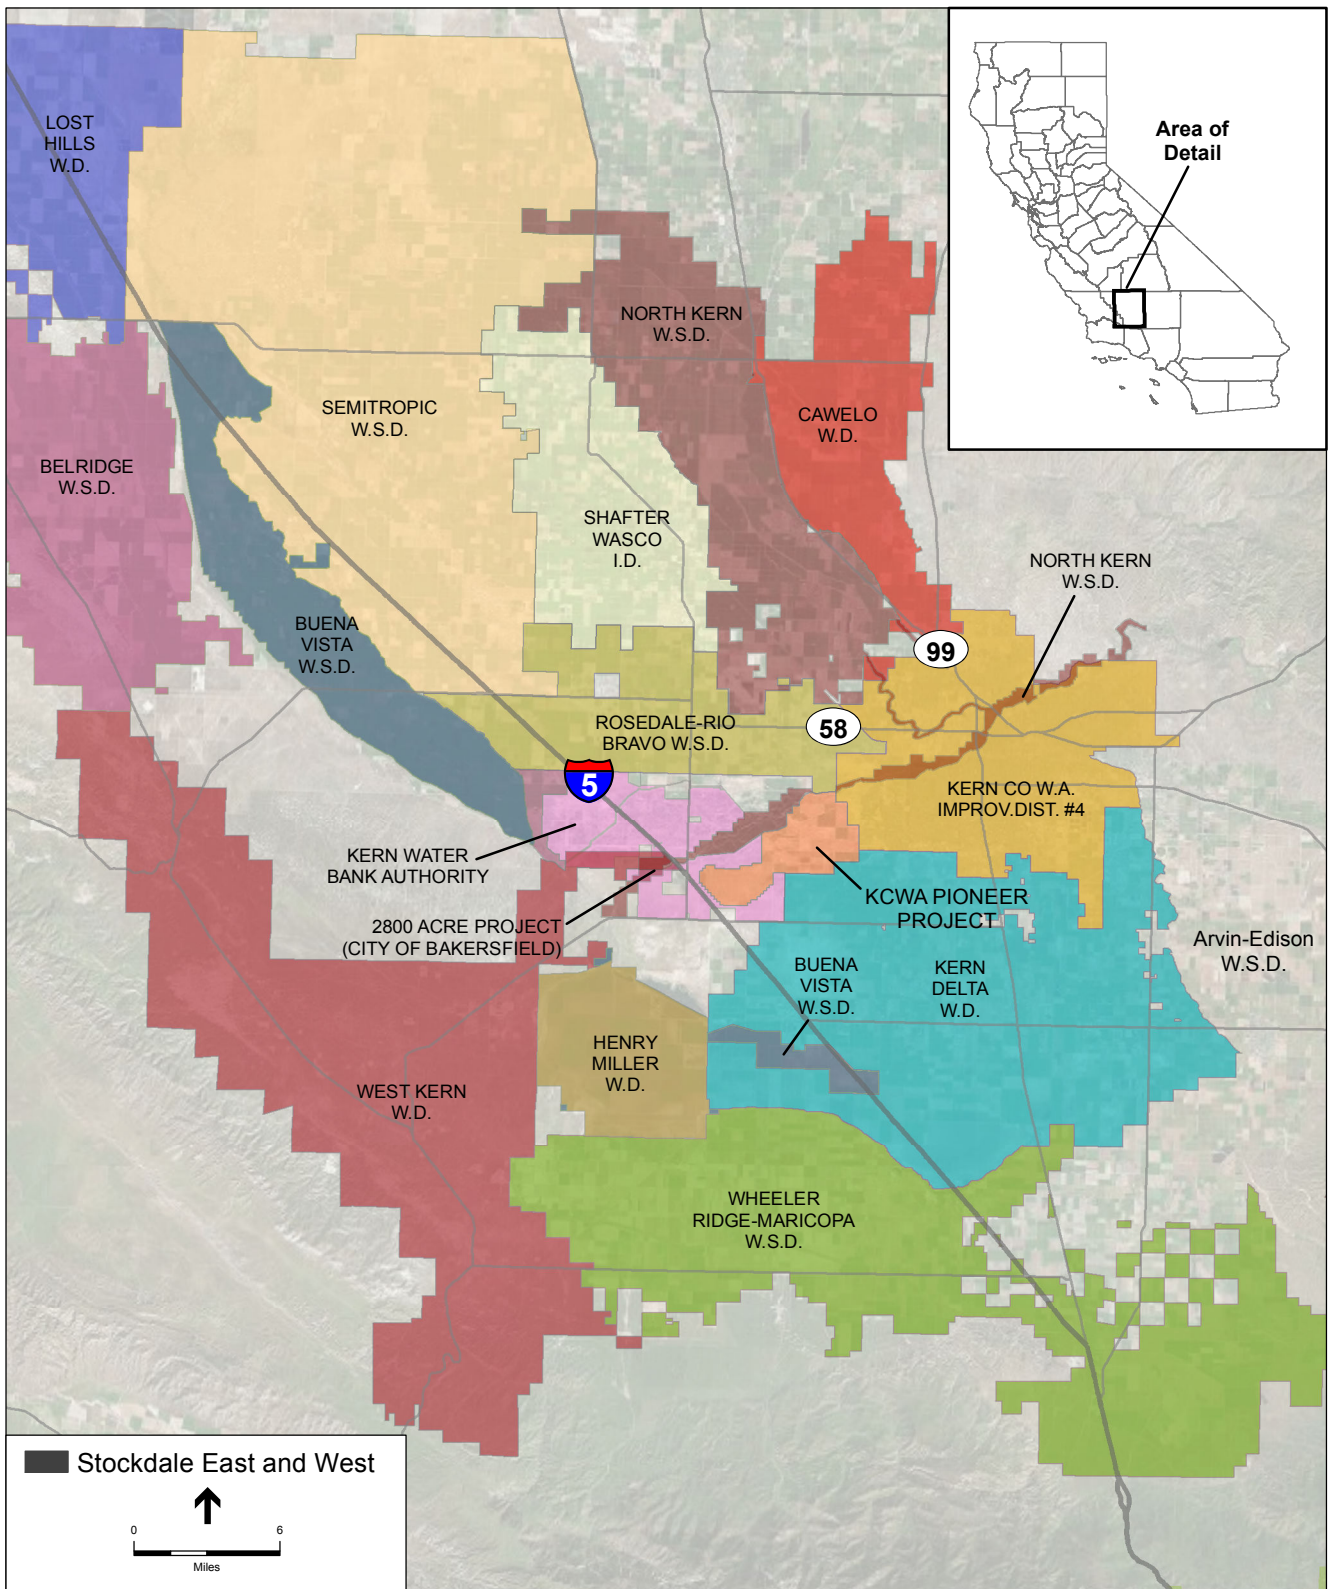 LOST
HILLS
W.D.
Area of
Detail
NORTH KERN
W.S.D.
SEMITROPIC
W.S.D.
CAWELO
W.D.
BELRIDGE
W.S.D.
SHAFTER
WASCO
I.D.
NORTH KERN
W.S.D.
BUENA
VISTA
W.S.D.
99
ROSEDALE-RIO
BRAVO W.S.D.
58
5
KERN CO W.A.
IMPROV.DIST. #4
KERN WATER
BANK AUTHORITY
KCWA PIONEER
PROJECT
2800 ACRE PROJECT
(CITY OF BAKERSFIELD)
Arvin-Edison
W.S.D.
BUENA
VISTA
W.S.D.
KERN
DELTA
W.D.
HENRY
MILLER
W.D.
WEST KERN
W.D.
WHEELER
RIDGE-MARICOPA
W.S.D.
Stockdale East and West
0 6
Miles